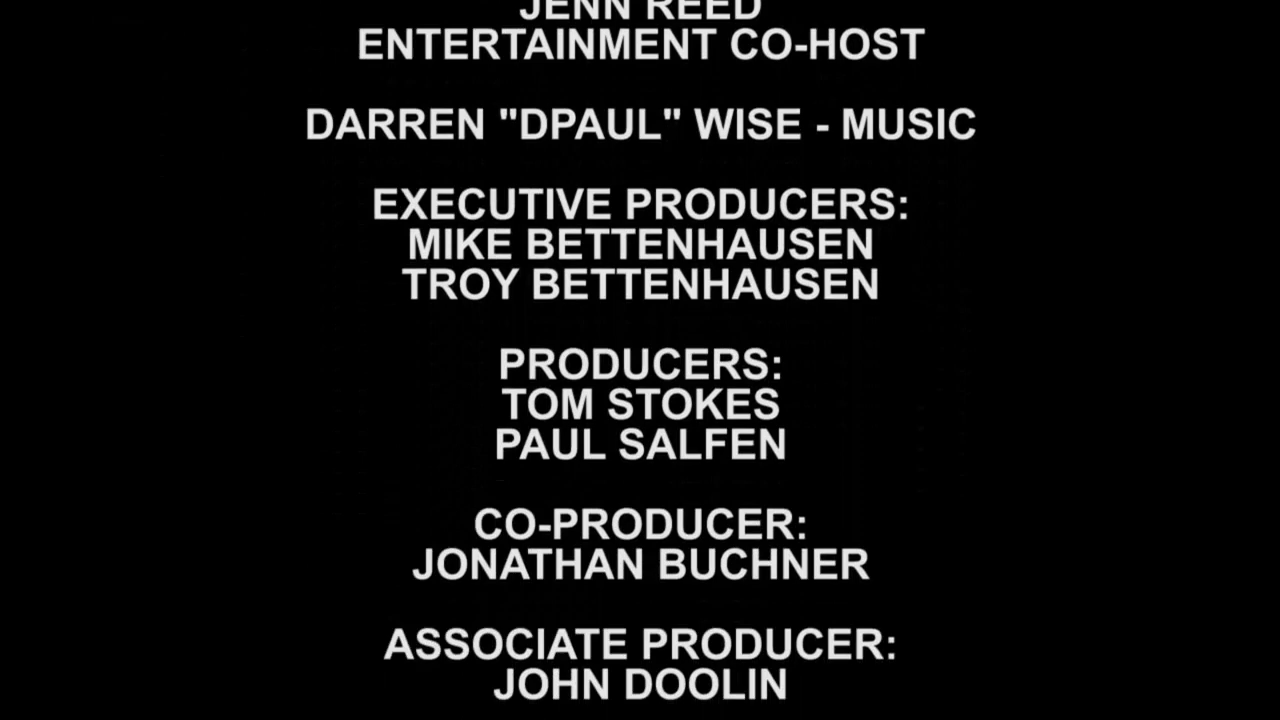 JENN REED
ENTERTAINMENT CO-HOST
DARREN "DPAUL" WISE - MUSIC
EXECUTIVE PRODUCERS:
MIKE BETTENHAUSEN
TROY BETTENHAUSEN
PRODUCERS:
TOM STOKES
PAUL SALFEN
CO-PRODUCER:
JONATHAN BUCHNER
ASSOCIATE PRODUCER:
JOHN DOOLIN